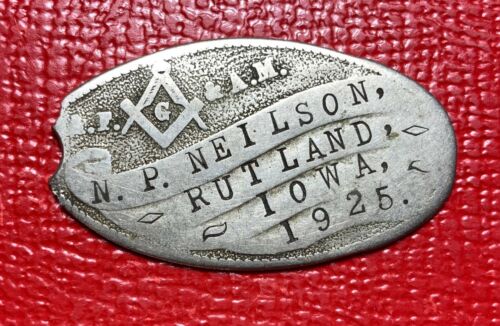 A.F. G & A.M.
N. P. NEILSON,
RUTLAND,
IOWA,
1925.